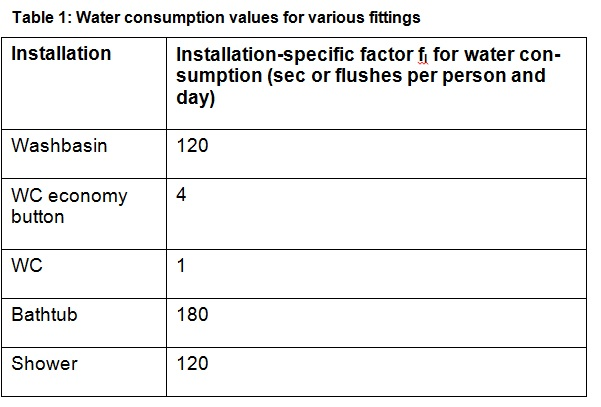 Table 1: Water consumption values for various fittings
Installation
Installation-specific factor fI for water con-
sumption (sec or flushes per person and
day)
Washbasin
120
WC economy
button
4
WC
1
Bathtub
180
Shower
120